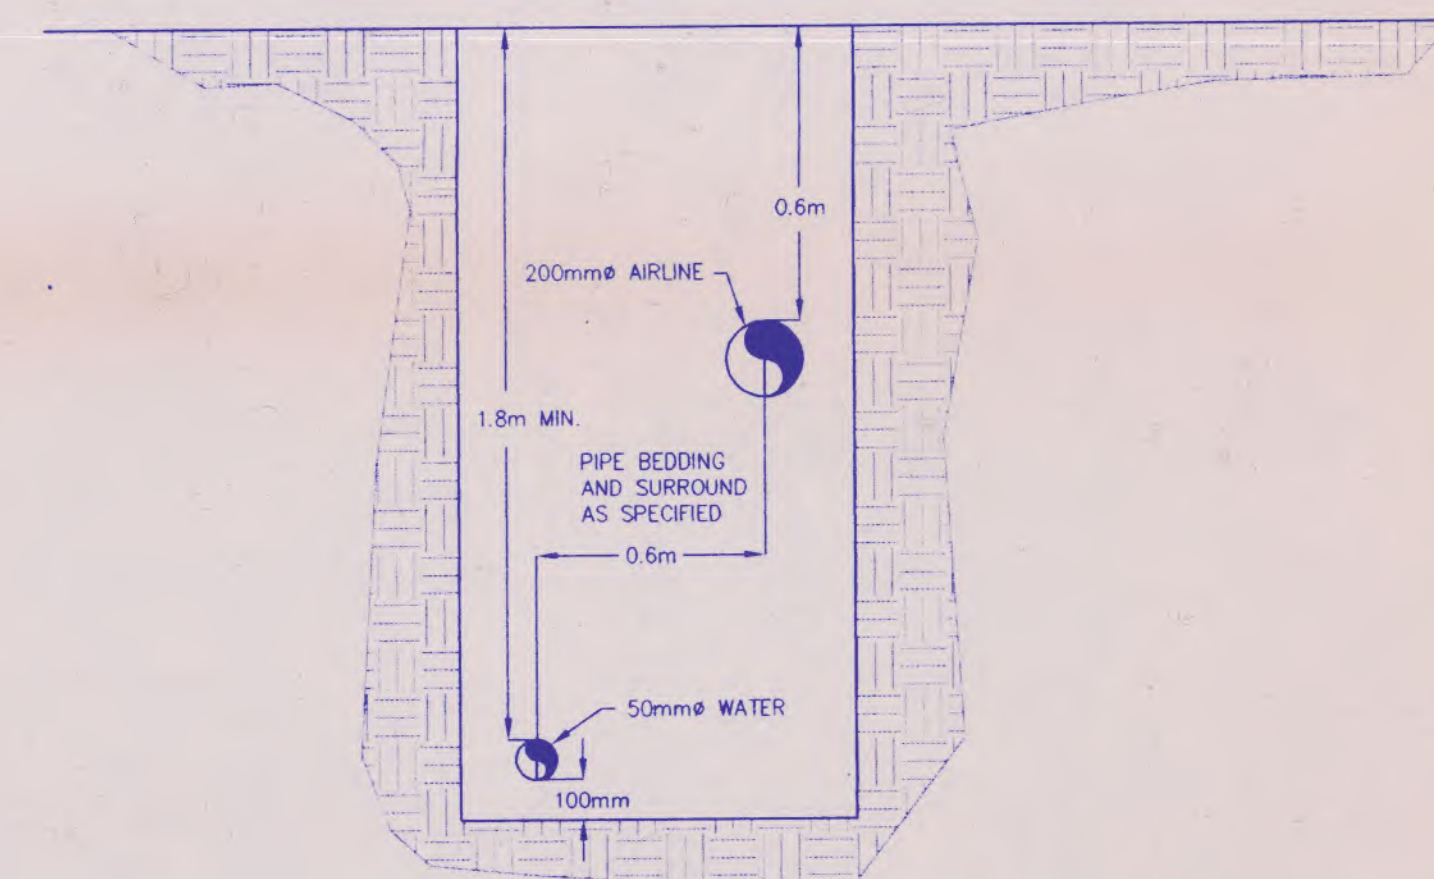 0.6m
200mmø AIRLINE
1.8m MIN.
PIPE BEDDING
AND SURROUND
AS SPECIFIED
0.6m
50mmø WATER
100mm